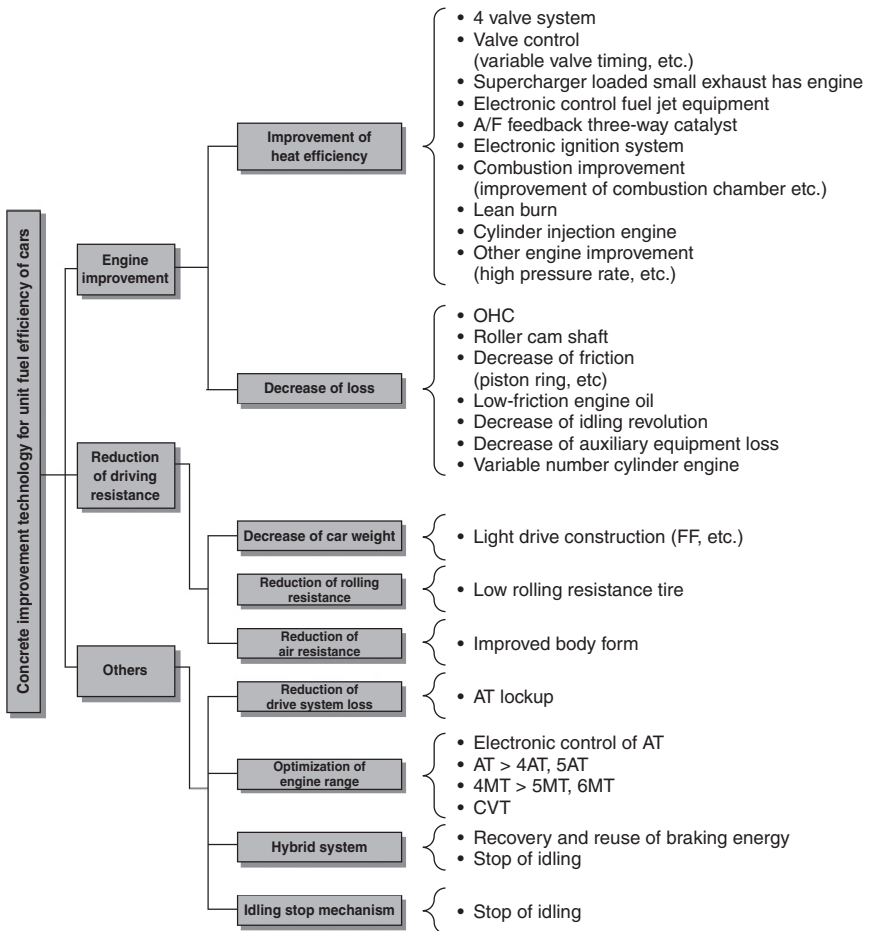 Concrete improvement technology for unit fuel efficiency of cars
Engine
improvement
Improvement of
heat efficiency
• 4 valve system
• Valve control
(variable valve timing, etc.)
• Supercharger loaded small exhaust has engine
• Electronic control fuel jet equipment
• A/F feedback three-way catalyst
• Electronic ignition system
• Combustion improvement
(improvement of combustion chamber etc.)
• Lean burn
• Cylinder injection engine
• Other engine improvement
(high pressure rate, etc.)
Decrease of loss
• OHC
• Roller cam shaft
• Decrease of friction
(piston ring, etc)
• Low-friction engine oil
• Decrease of idling revolution
• Decrease of auxiliary equipment loss
• Variable number cylinder engine
Reduction
of driving
resistance
Decrease of car weight
• Light drive construction (FF, etc.)
Reduction of rolling
resistance
• Low rolling resistance tire
Reduction of
air resistance
• Improved body form
Others
Reduction of
drive system loss
• AT lockup
Optimization of
engine range
• Electronic control of AT
• AT > 4AT, 5AT
• 4MT > 5MT, 6MT
• CVT
Hybrid system
• Recovery and reuse of braking energy
• Stop of idling
Idling stop mechanism
• Stop of idling